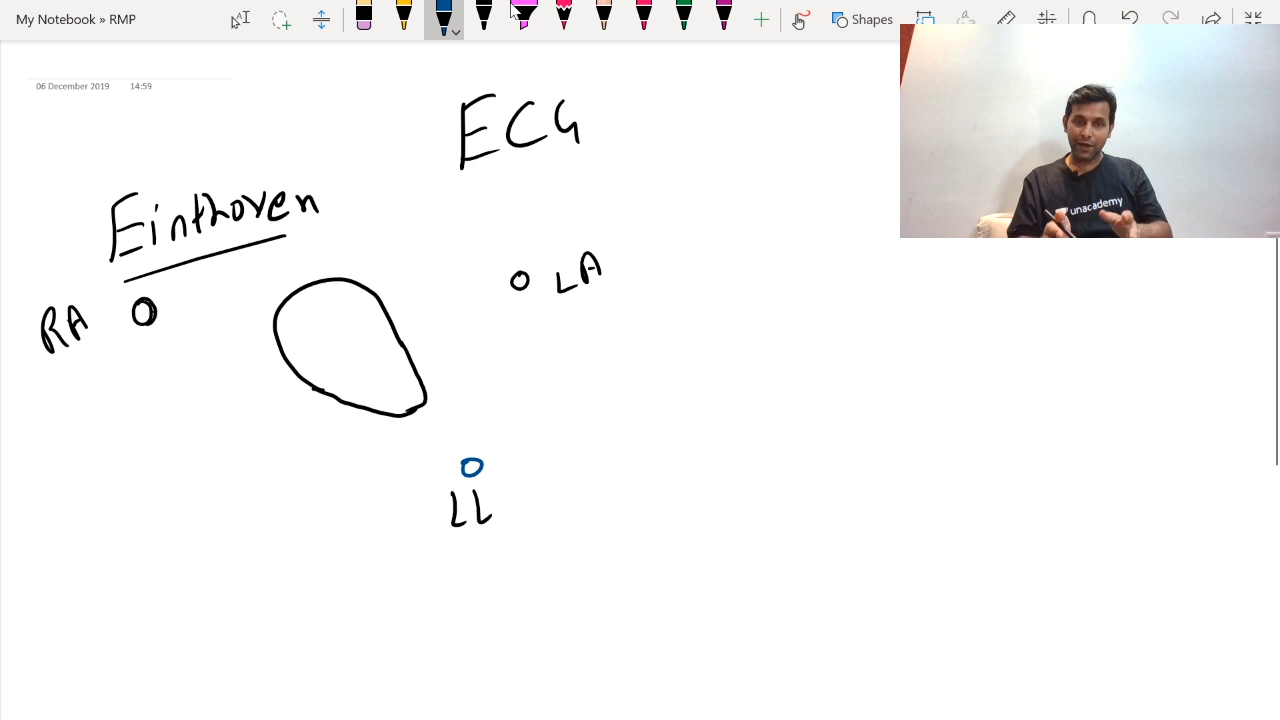 My Notebook » RMP
Shapes
06 December 2019 14:59
ECG
unacademy
Einthoven
LA
RA
LL